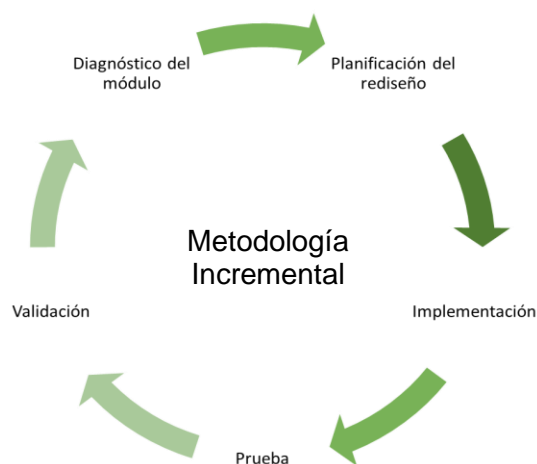 Diagnóstico del
módulo
Planificación del
rediseño
Metodología
Incremental
Validación
Implementación
Prueba